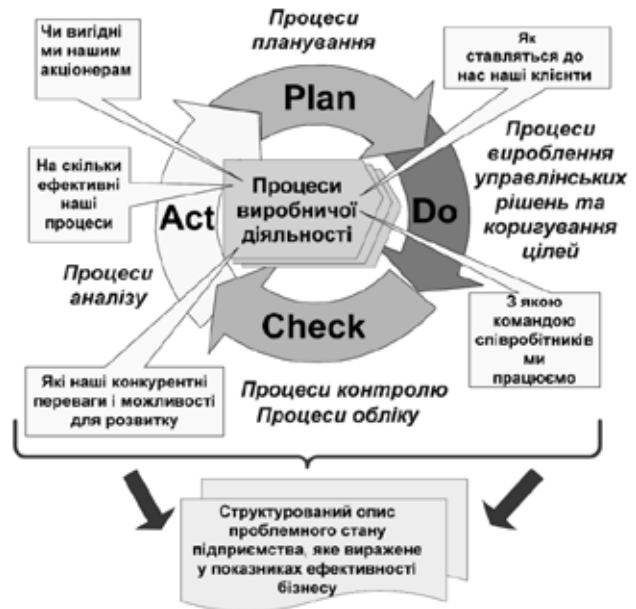 Процеси
планування
Чи вигідні
ми нашим
акціонерам
Як
ставляться до
нас наші клієнти
Plan
Процеси
вироблення
управлінських
рішень та
коригування
цілей
На скільки
ефективні
наші
процеси
Процеси
виробничої
діяльності
Act
Do
Процеси
аналізу
Check
З якою
командою
співробітників
ми
працюємо
Які наші конкурентні
переваги і можливості
для розвитку
Процеси контролю
Процеси обліку
Структурований опис
проблемного стану
підприємства, яке виражене
у показниках ефективності
бізнесу